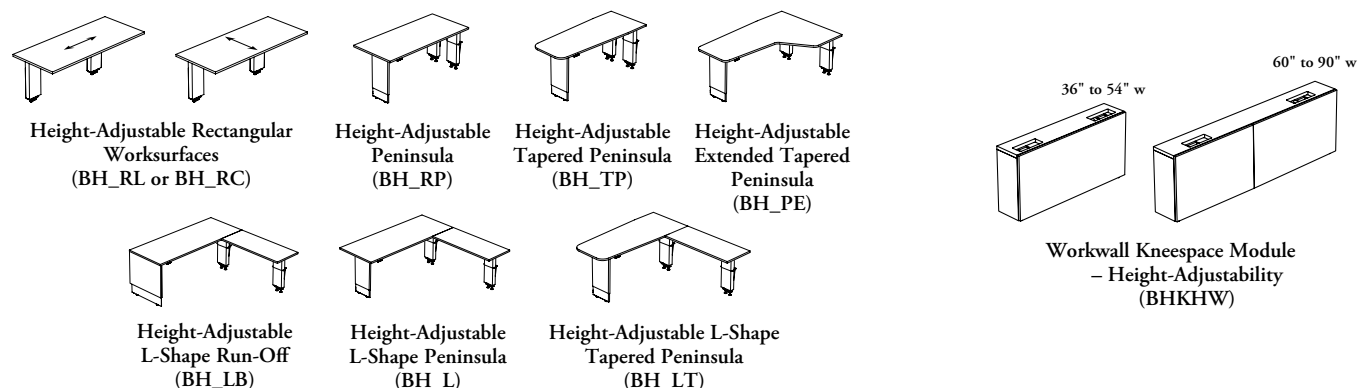 Height-Adjustable Rectangular
Worksurfaces
(BH_RL or BH_RC)
Height-Adjustable
Peninsula
(BH_RP)
Height-Adjustable
Tapered Peninsula
(BH_TP)
Height-Adjustable
Extended Tapered
Peninsula
(BH_PE)
Height-Adjustable
L-Shape Run-Off
(BH_LB)
Height-Adjustable
L-Shape Peninsula
(BH_L)
Height-Adjustable L-Shape
Tapered Peninsula
(BH_LT)
36" to 54" w
60" to 90" w
Workwall Kneespace Module
– Height-Adjustability
(BHKHW)